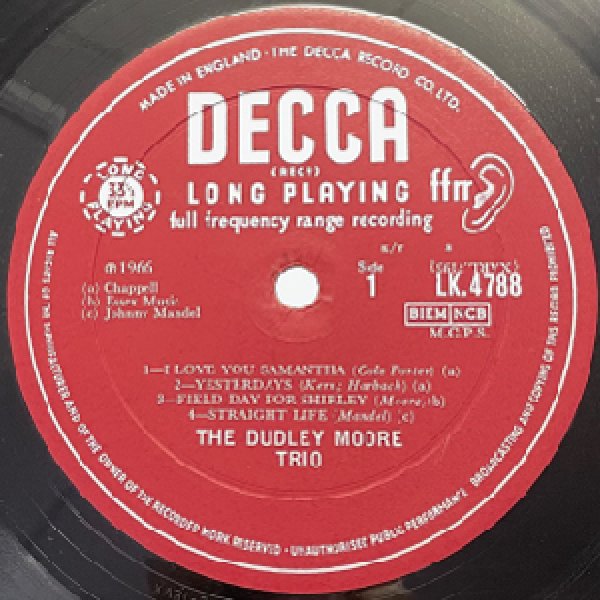 MADE IN ENGLAND · THE DECCA RECORD CO. LTD.
DECCA
LONG PLAYING
33⅓
RPM
LONG PLAYING
ffrr
full frequency range recording
x/r
℗1966
(a) Chappell
(b) Essex Music
(c) Johnny Mandel
Side
1
LK.4788
BIEM NCB
M.C.P.S.
1—I LOVE YOU SAMANTHA (Cole Porter) (a)
2—YESTERDAYS (Kern; Harbach) (a)
3—FIELD DAY FOR SHIRLEY (Moore) (b)
4—STRAIGHT LIFE (Mandel) (c)
THE DUDLEY MOORE
TRIO
ALL RIGHTS OF THE MANUFACTURER AND OF THE OWNER OF THE RECORDED WORK RESERVED · UNAUTHORISED PUBLIC PERFORMANCE BROADCASTING AND COPYING OF THIS RECORD PROHIBITED